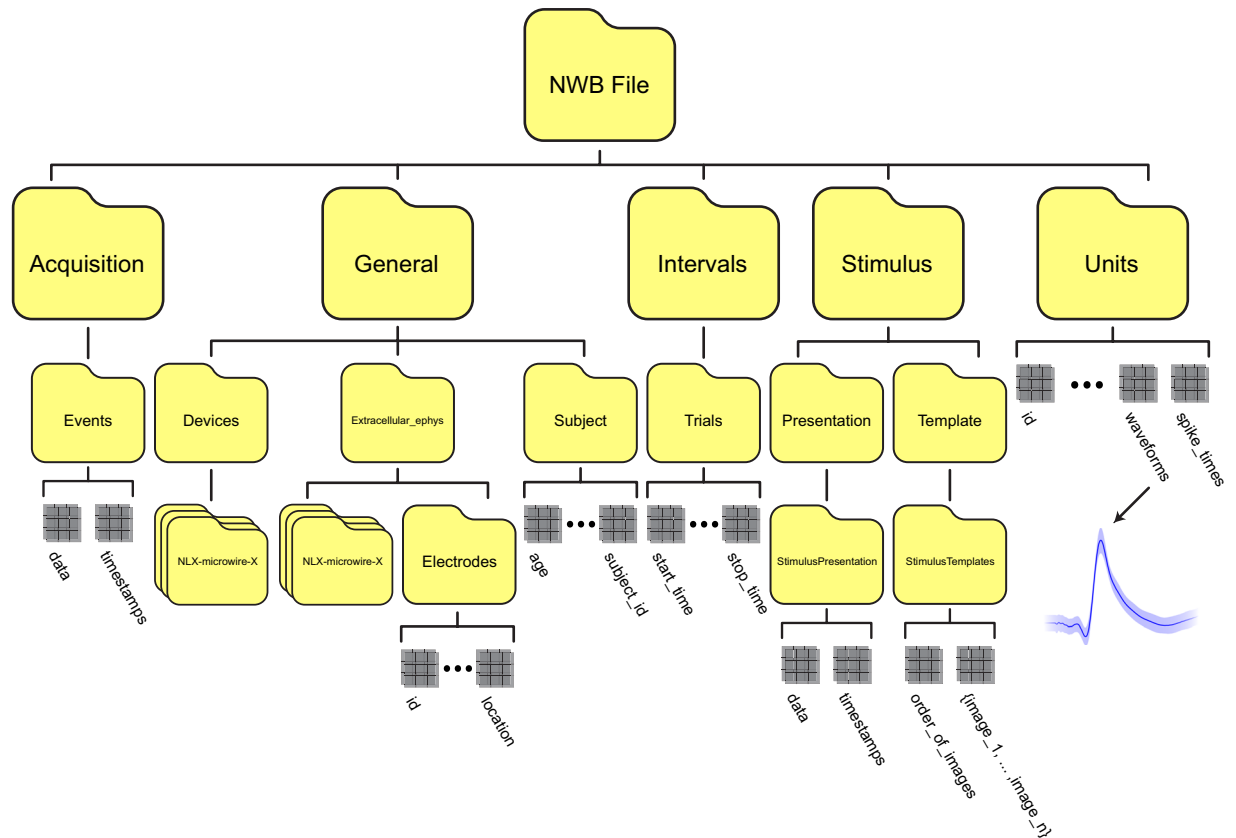 NWB File
Acquisition
General
Intervals
Stimulus
Units
Events
Devices
Extracellular_ephys
Subject
Trials
Presentation
Template
id
waveforms
spike_times
data
timestamps
NLX-microwire-X
NLX-microwire-X
Electrodes
age
subject_id
start_time
stop_time
StimulusPresentation
StimulusTemplates
id
location
data
timestamps
order_of_images
{image_1, ... ,image_n}